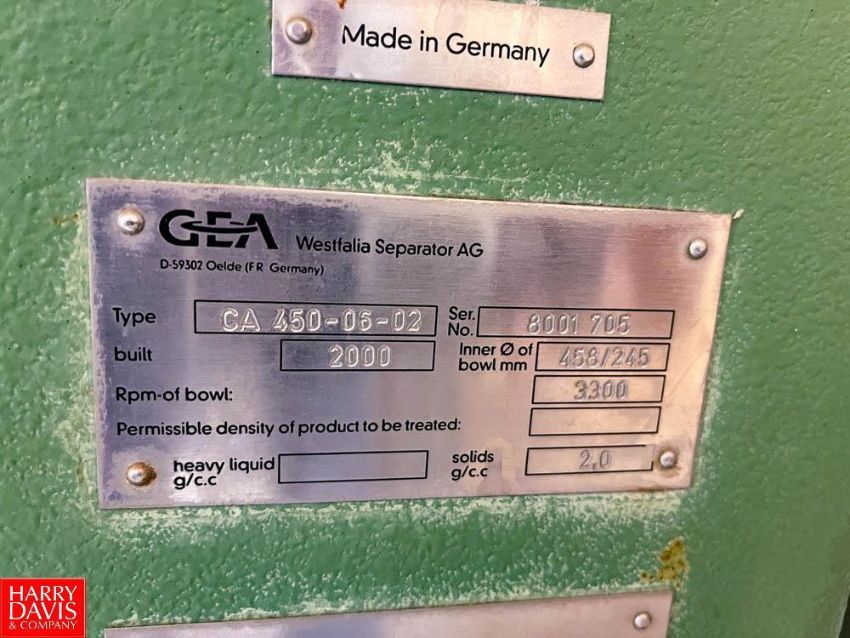 Made in Germany
GEA Westfalia Separator AG
D-59302 Oelde (FR Germany)
Type CA 450-06-02 Ser. No. 8001 705
built 2000 Inner Ø of bowl mm 458/245
Rpm-of bowl: 3300
Permissible density of product to be treated:
heavy liquid g/c.c solids g/c.c 2,0
HARRY
DAVIS
& COMPANY